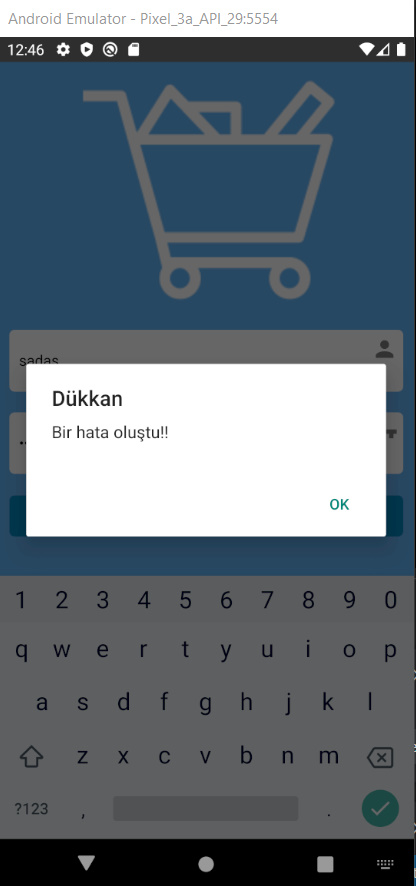 Android Emulator - Pixel_3a_API_29:5554
12:46
sadas
Dükkan
Bir hata oluştu!!
OK
1 2 3 4 5 6 7 8 9 0
q w e r t y u i o p
a s d f g h j k l
z x c v b n m
?123 , .